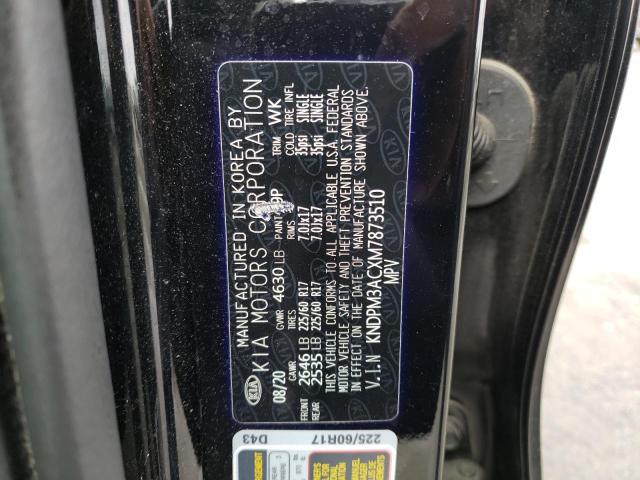 MANUFACTURED IN KOREA BY
KIA MOTORS CORPORATION
KIA
08/20 GVWR 4630 LB PAINT 9P TRIM WK
GAWR TIRES RIMS COLD TIRE INFL
FRONT 2646 LB 225/60 R17 7.0Jx17 35psi SINGLE
REAR 2535 LB 225/60 R17 7.0Jx17 35psi SINGLE
THIS VEHICLE CONFORMS TO ALL APPLICABLE U.S.A. FEDERAL
MOTOR VEHICLE SAFETY AND THEFT PREVENTION STANDARDS
IN EFFECT ON THE DATE OF MANUFACTURE SHOWN ABOVE.
V.I.N KNDPM3ACXM7873510
MPV
D43
225/60R17